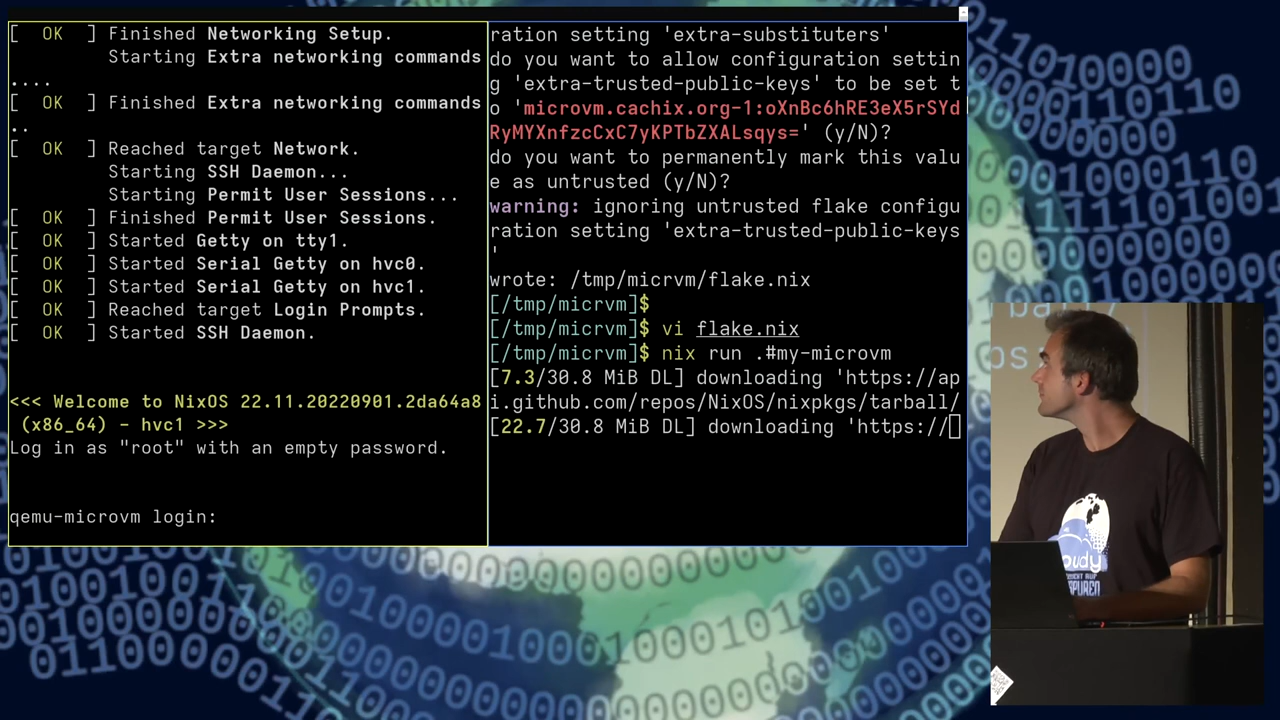 [  OK  ] Finished Networking Setup.
Starting Extra networking commands
....
[  OK  ] Finished Extra networking commands
..
[  OK  ] Reached target Network.
Starting SSH Daemon...
Starting Permit User Sessions...
[  OK  ] Finished Permit User Sessions.
[  OK  ] Started Getty on tty1.
[  OK  ] Started Serial Getty on hvc0.
[  OK  ] Started Serial Getty on hvc1.
[  OK  ] Reached target Login Prompts.
[  OK  ] Started SSH Daemon.
<<< Welcome to NixOS 22.11.20220901.2da64a8
(x86_64) - hvc1 >>>
Log in as "root" with an empty password.
qemu-microvm login:
ration setting 'extra-substituters'
do you want to allow configuration settin
g 'extra-trusted-public-keys' to be set t
o 'microvm.cachix.org-1:oXnBc6hRE3eX5rSYd
RyMYXnfzcCxC7yKPTbZXALsqys=' (y/N)?
do you want to permanently mark this valu
e as untrusted (y/N)?
warning: ignoring untrusted flake configu
ration setting 'extra-trusted-public-keys
'
wrote: /tmp/micrvm/flake.nix
[/tmp/micrvm]$
[/tmp/micrvm]$ vi flake.nix
[/tmp/micrvm]$ nix run .#my-microvm
[7.3/30.8 MiB DL] downloading 'https://ap
i.github.com/repos/NixOS/nixpkgs/tarball/
[22.7/30.8 MiB DL] downloading 'https://